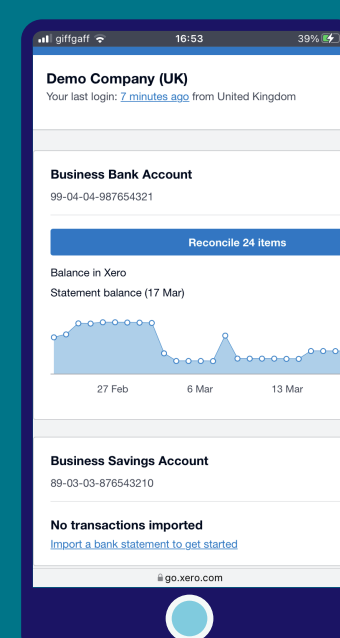 giffgaff 16:53 39%
Demo Company (UK)
Your last login: 7 minutes ago from United Kingdom
Business Bank Account
99-04-04-987654321
Reconcile 24 items
Balance in Xero
Statement balance (17 Mar)
27 Feb 6 Mar 13 Mar
Business Savings Account
89-03-03-876543210
No transactions imported
Import a bank statement to get started
go.xero.com